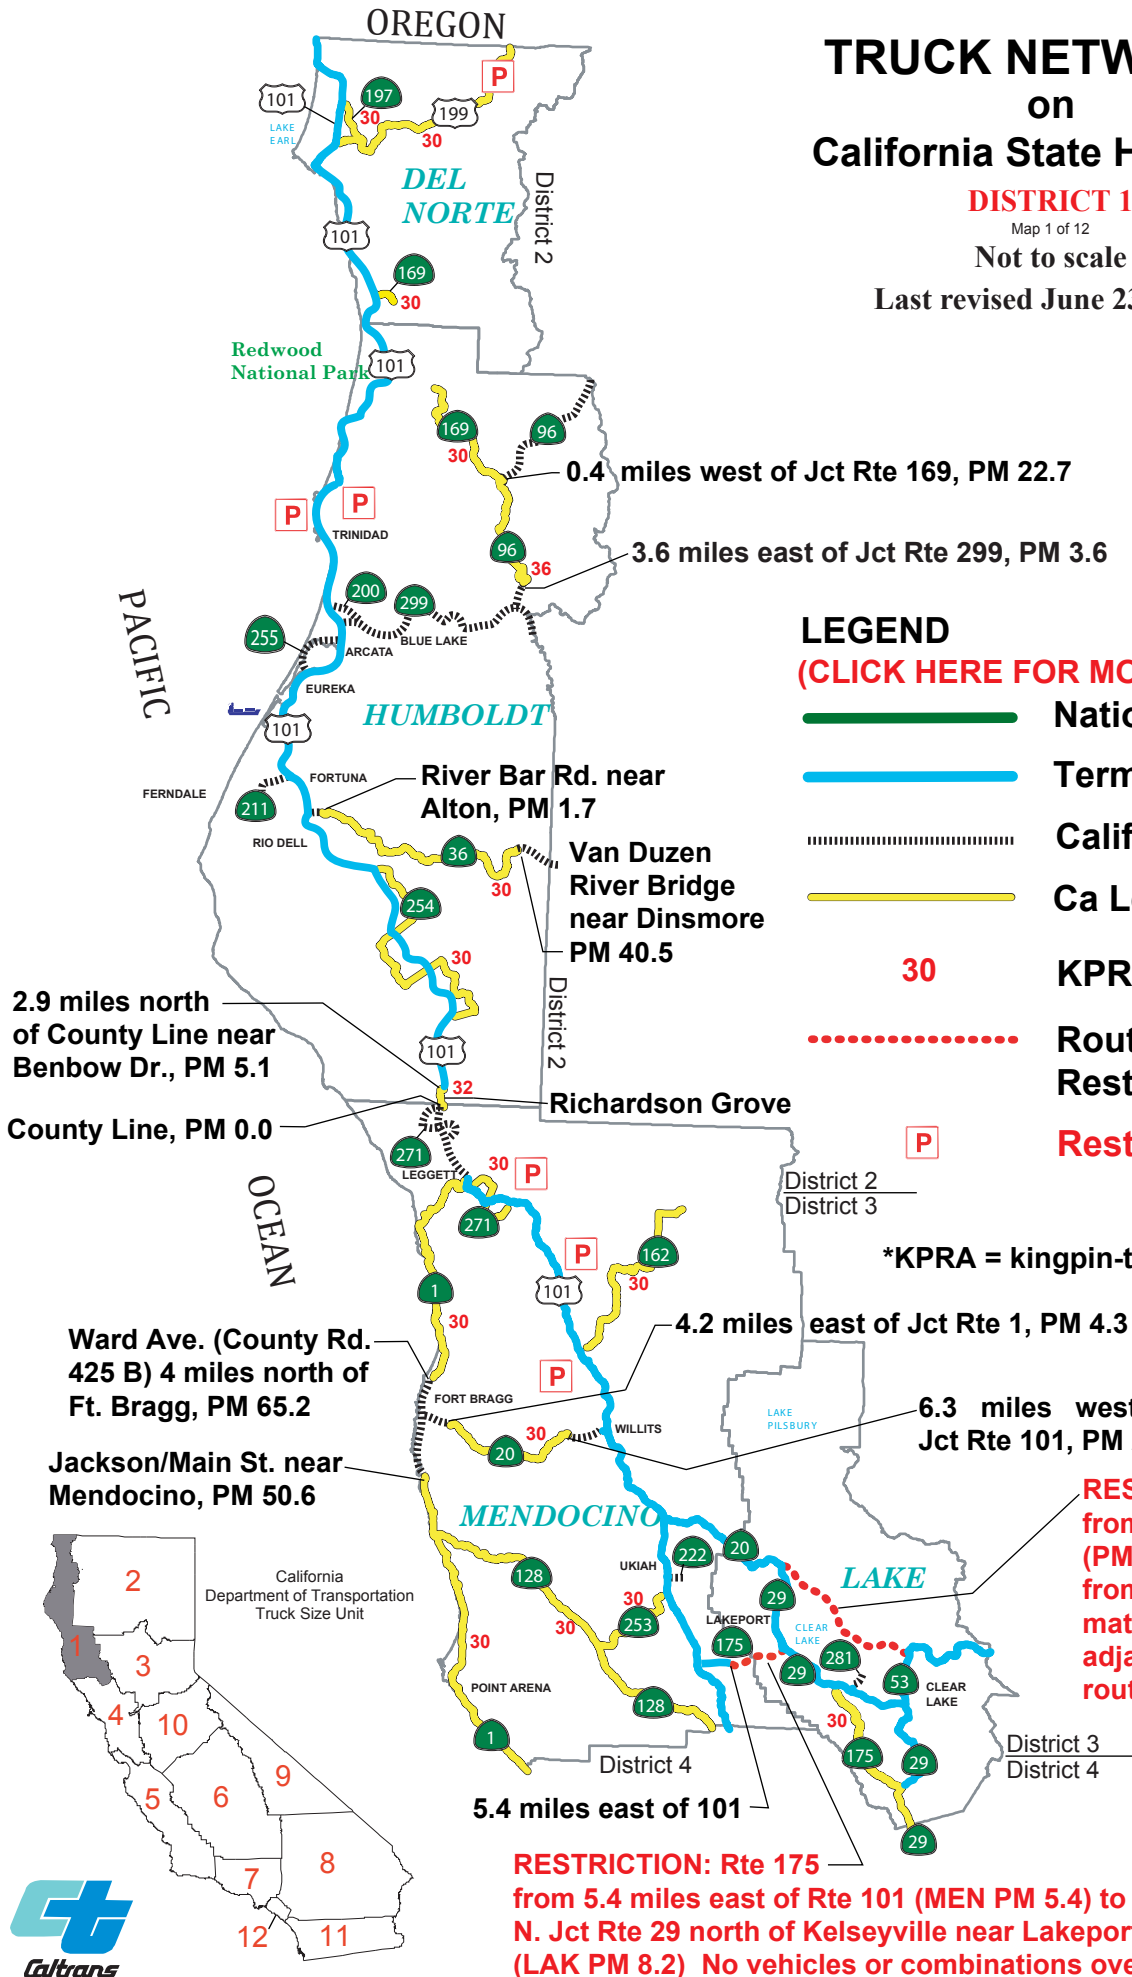 OREGON
TRUCK NETW
on
California State H
DISTRICT 1
Map 1 of 12
Not to scale
Last revised June 23
101
LAKE
EARL
197
30
199
P
30
DEL
NORTE
District 2
101
169
30
Redwood
National Park
101
169
30
96
0.4 miles west of Jct Rte 169, PM 22.7
P
P
TRINIDAD
96
36
3.6 miles east of Jct Rte 299, PM 3.6
PACIFIC
200
299
255
ARCATA
BLUE LAKE
EUREKA
LEGEND
(CLICK HERE FOR MO
Natio
Term
Calif
Ca L
30
KPR
Rout
Rest
P
Rest
101
HUMBOLDT
FERNDALE
FORTUNA
211
RIO DELL
River Bar Rd. near
Alton, PM 1.7
36
30
Van Duzen
River Bridge
near Dinsmore
PM 40.5
254
30
District 2
2.9 miles north
of County Line near
Benbow Dr., PM 5.1
101
32
Richardson Grove
County Line, PM 0.0
271
LEGGETT
30
P
271
District 2
District 3
OCEAN
P
162
30
*KPRA = kingpin-t
1
101
30
4.2 miles east of Jct Rte 1, PM 4.3
Ward Ave. (County Rd.
425 B) 4 miles north of
Ft. Bragg, PM 65.2
P
FORT BRAGG
LAKE
PILSBURY
6.3 miles west
Jct Rte 101, PM
30
WILLITS
20
Jackson/Main St. near
Mendocino, PM 50.6
MENDOCINO
RES
from
(PM
from
mat
adja
rout
UKIAH
222
20
LAKE
128
29
30
253
LAKEPORT
CLEAR
LAKE
30
30
175
281
29
53
CLEAR
LAKE
POINT ARENA
128
30
1
175
29
District 4
District 3
District 4
5.4 miles east of 101
29
California
Department of Transportation
Truck Size Unit
2
1
3
4
10
9
5
6
8
7
12
11
Caltrans
RESTRICTION: Rte 175
from 5.4 miles east of Rte 101 (MEN PM 5.4) to
N. Jct Rte 29 north of Kelseyville near Lakepor
(LAK PM 8.2) No vehicles or combinations ove